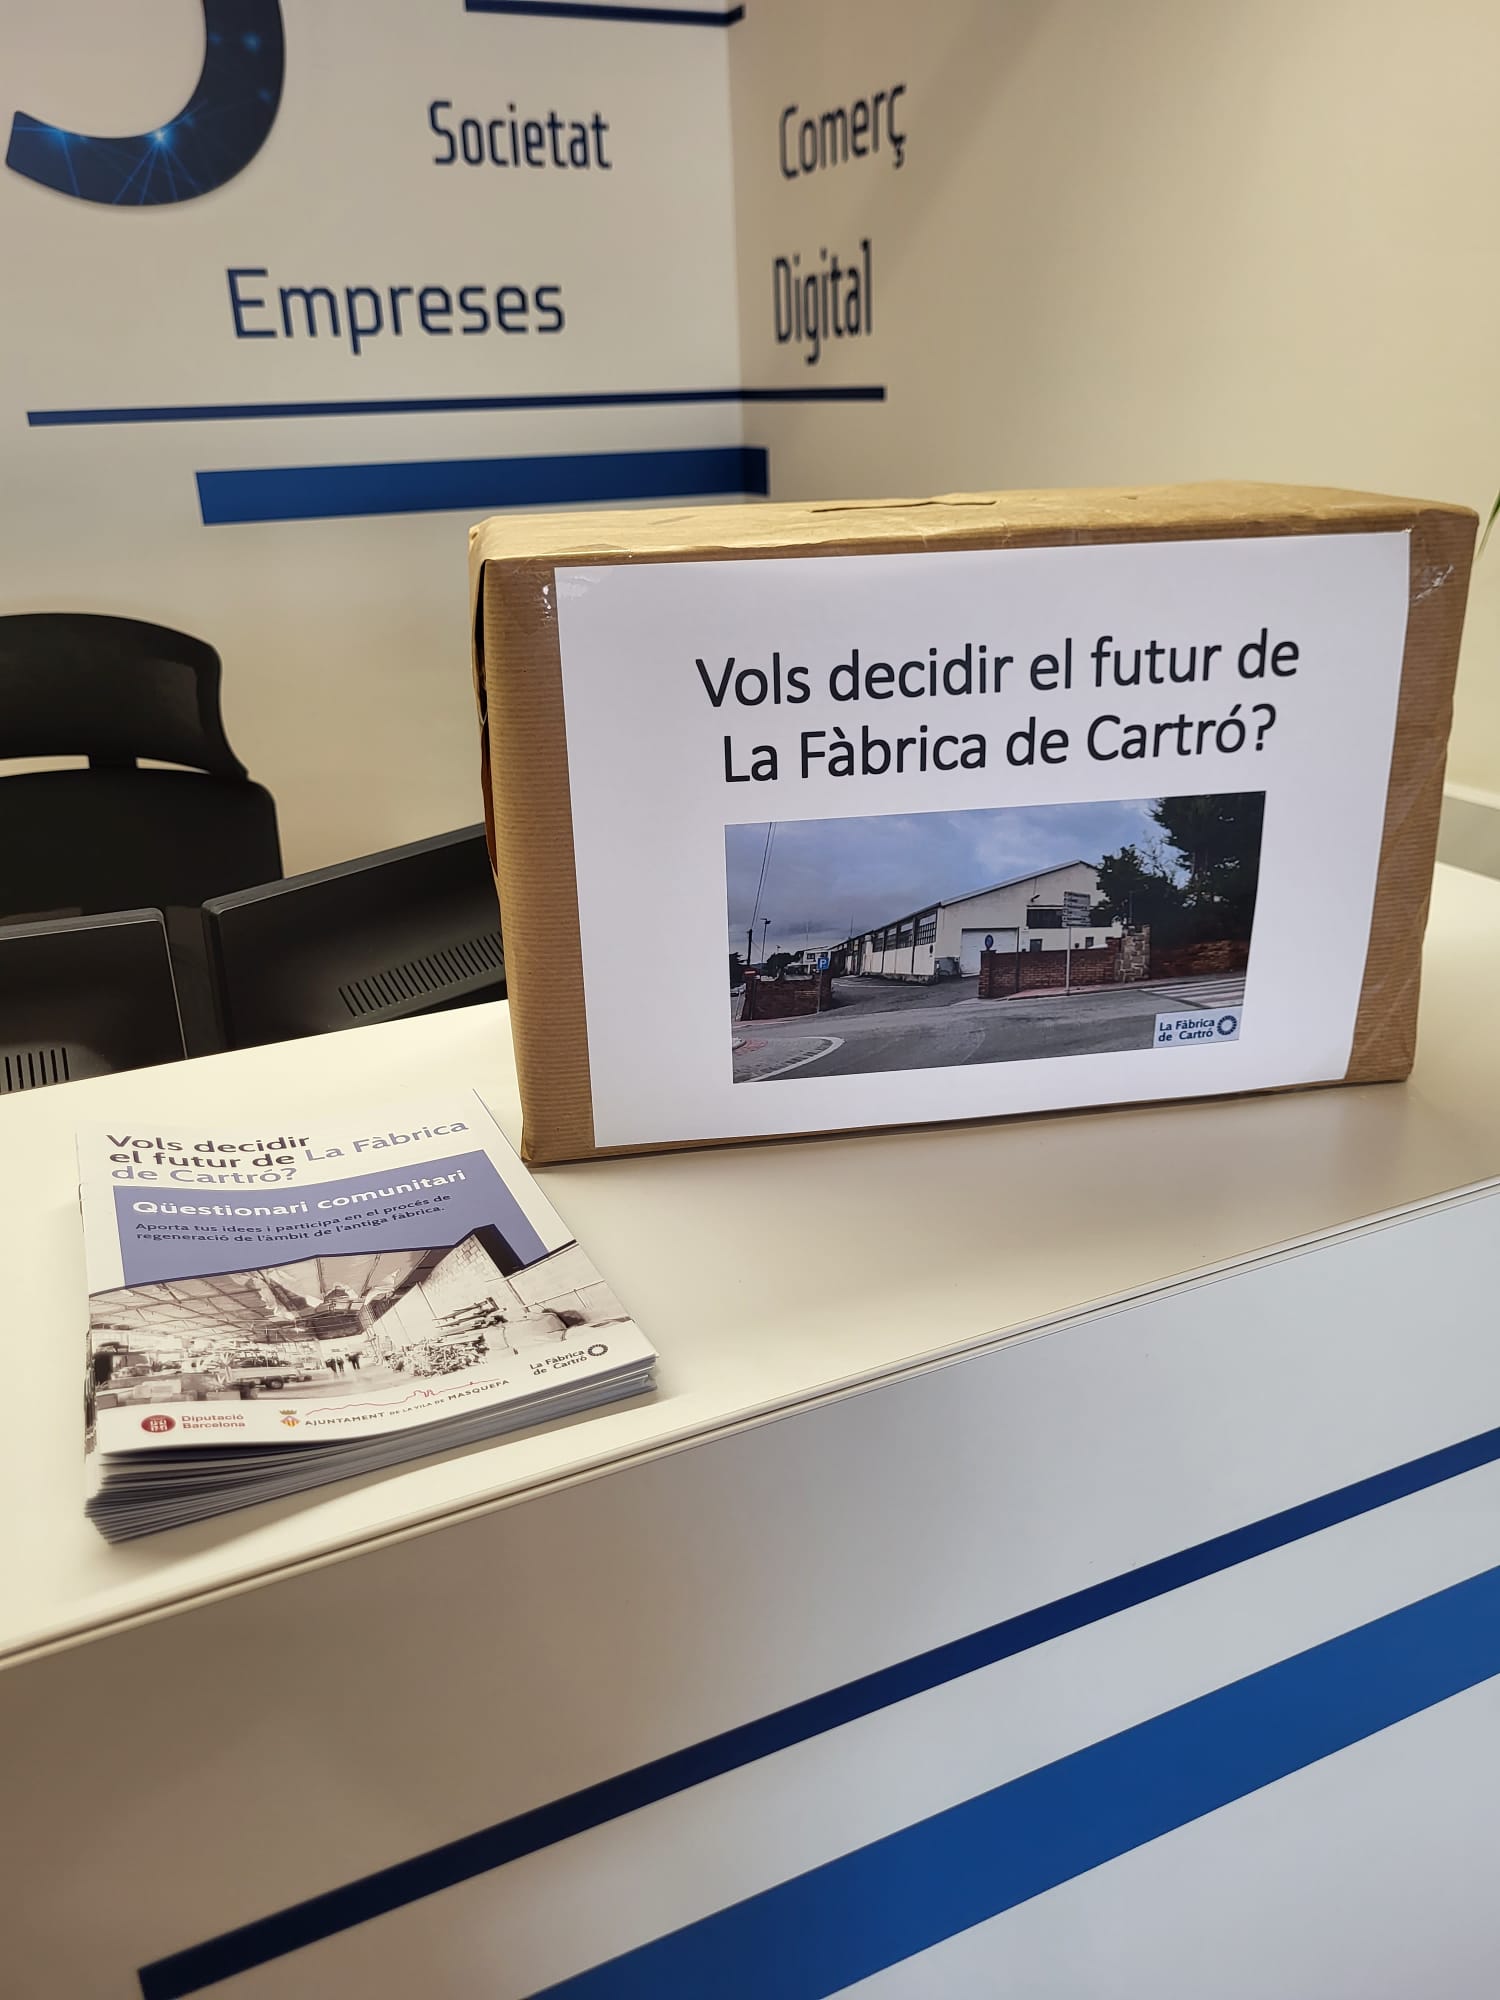 Societat
Comerç
Empreses
Digital
Vols decidir el futur de
La Fàbrica de Cartró?
P
La Fàbrica
de Cartró
Vols decidir
el futur de La Fàbrica
de Cartró?
Qüestionari comunitari
Aporta tus idees i participa en el procés de
regeneració de l'àmbit de l'antiga fàbrica.
La Fàbrica
de Cartró
Diputació
Barcelona
AJUNTAMENT DE LA VILA DE MASQUEFA